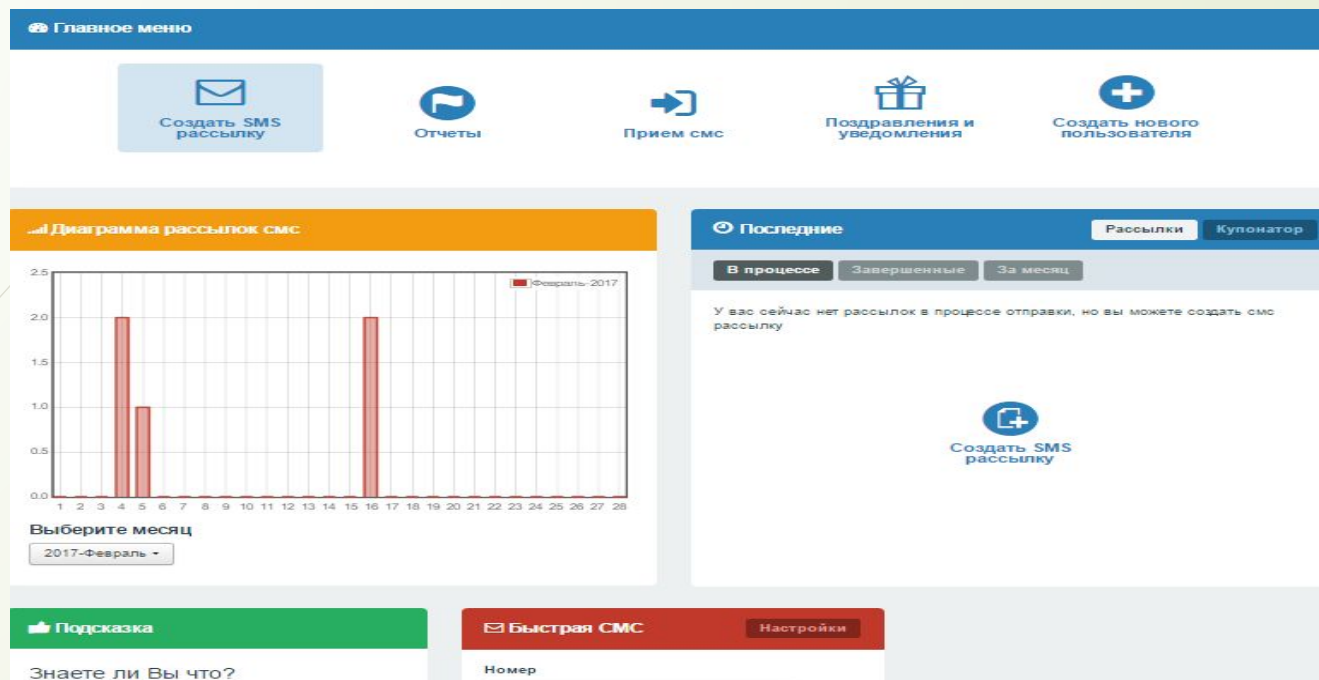 Главное меню
Создать SMS
рассылку
Отчеты
Прием смс
Поздравления и
уведомления
Создать нового
пользователя
Диаграмма рассылок смс
2.5
2.0
1.5
1.0
0.5
0.0
Февраль-2017
1 2 3 4 5 6 7 8 9 10 11 12 13 14 15 16 17 18 19 20 21 22 23 24 25 26 27 28
Выберите месяц
2017-Февраль
Последние
Рассылки
Купонатор
В процессе
Завершенные
За месяц
У вас сейчас нет рассылок в процессе отправки, но вы можете создать смс
рассылку
Создать SMS
рассылку
Подсказка
Знаете ли Вы что?
Быстрая СМС
Настройки
Номер